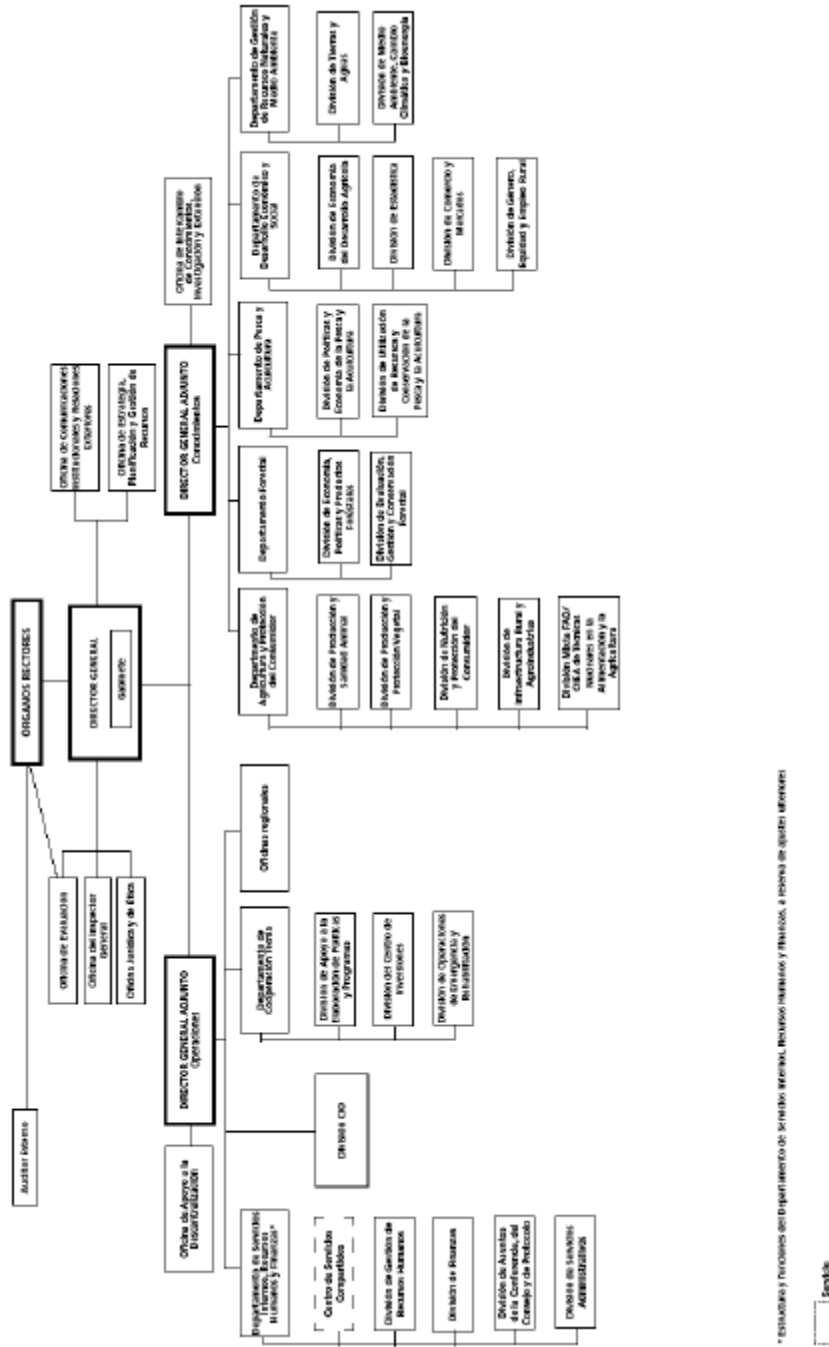 ORGANOS RECTORES
Auditor Externo
DIRECTOR GENERAL
Gabinete
Oficina de Evaluación
Oficina del Inspector
General
Oficina Jurídica y de Ética
Oficina de Comunicaciones
Institucionales y Relaciones
Exteriores
Oficina de Estrategia,
Planificación y Gestión de
Recursos
Oficina de Apoyo a la
Descentralización
DIRECTOR GENERAL ADJUNTO
Operaciones
DIRECTOR GENERAL ADJUNTO
Conocimientos
Oficina de Intercambio
de Conocimientos,
Investigación y Extensión
Departamento de Servicios
Internos, Recursos
Humanos y Finanzas*
Centro de Servicios
Compartidos
División de Gestión de
Recursos Humanos
División de Finanzas
División de Asuntos
de la Conferencia, del
Consejo y de Protocolo
División de Servicios
Administrativos
División CIO
Departamento de
Cooperación
División de Apoyo a la
Elaboración de Políticas
y Programas
División del Centro de
Inversiones
División de Operaciones
de Emergencia y
Rehabilitación
Oficinas regionales
Departamento de
Agricultura y Protección
del Consumidor
División de Producción y
Sanidad Animal
División de Producción y
Protección Vegetal
División de Nutrición
y Protección del
Consumidor
División de
Infraestructura Rural y
Agroindustrias
División Mixta FAO/
OIEA de Técnicas
Nucleares en la
Alimentación y la
Agricultura
Departamento Forestal
División de Economía,
Políticas y Productos
Forestales
División de Evaluación,
Gestión y Conservación
Forestal
Departamento de Pesca y
Acuicultura
División de Políticas y
Economía de la Pesca y
la Acuicultura
División de Utilización
de Recursos y
Conservación de la
Pesca y la Acuicultura
Departamento de
Desarrollo Económico y
Social
División de Economía
del Desarrollo Agrícola
División de Estadística
División de Comercio y
Mercados
División de Género,
Equidad y Empleo Rural
Departamento de Gestión
de Recursos Naturales y
Medio Ambiente
División de Tierras y
Aguas
División de Medio
Ambiente, Cambio
Climático y Bioenergía
* Estructura y funciones del Departamento de Servicios Internos, Recursos Humanos y Finanzas, a reserva de ajustes ulteriores
Servicio